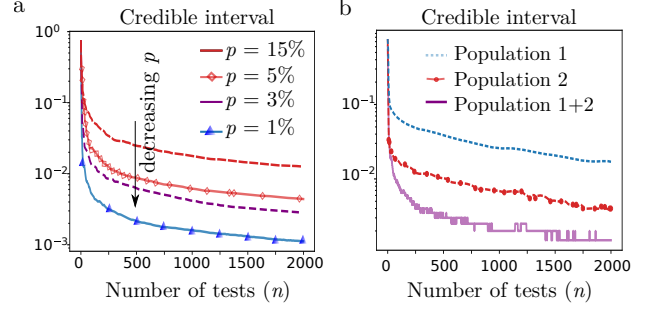 a
Credible interval
10⁰
10⁻¹
10⁻²
10⁻³
p = 15%
p = 5%
p = 3%
p = 1%
decreasing p
0 500 1000 1500 2000
Number of tests (n)
b
Credible interval
10⁻¹
10⁻²
Population 1
Population 2
Population 1+2
0 500 1000 1500 2000
Number of tests (n)